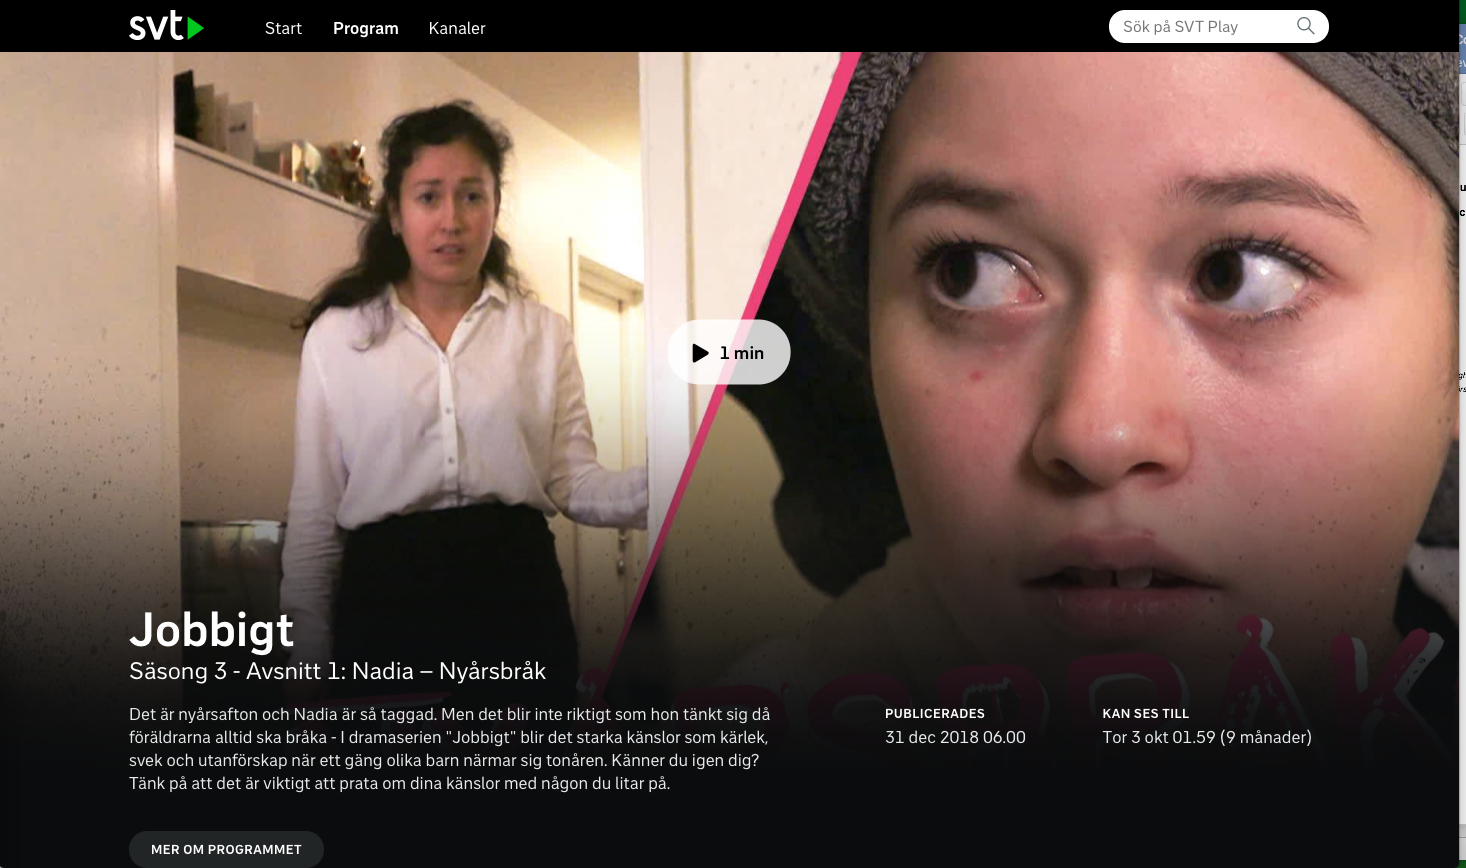 svt
Start
Program
Kanaler
Sök på SVT Play
1 min
Jobbigt
Säsong 3 - Avsnitt 1: Nadia – Nyårsbråk
Det är nyårsafton och Nadia är så taggad. Men det blir inte riktigt som hon tänkt sig då
föräldrarna alltid ska bråka - I dramaserien "Jobbigt" blir det starka känslor som kärlek,
svek och utanförskap när ett gäng olika barn närmar sig tonåren. Känner du igen dig?
Tänk på att det är viktigt att prata om dina känslor med någon du litar på.
PUBLICERADES
31 dec 2018 06.00
KAN SES TILL
Tor 3 okt 01.59 (9 månader)
MER OM PROGRAMMET